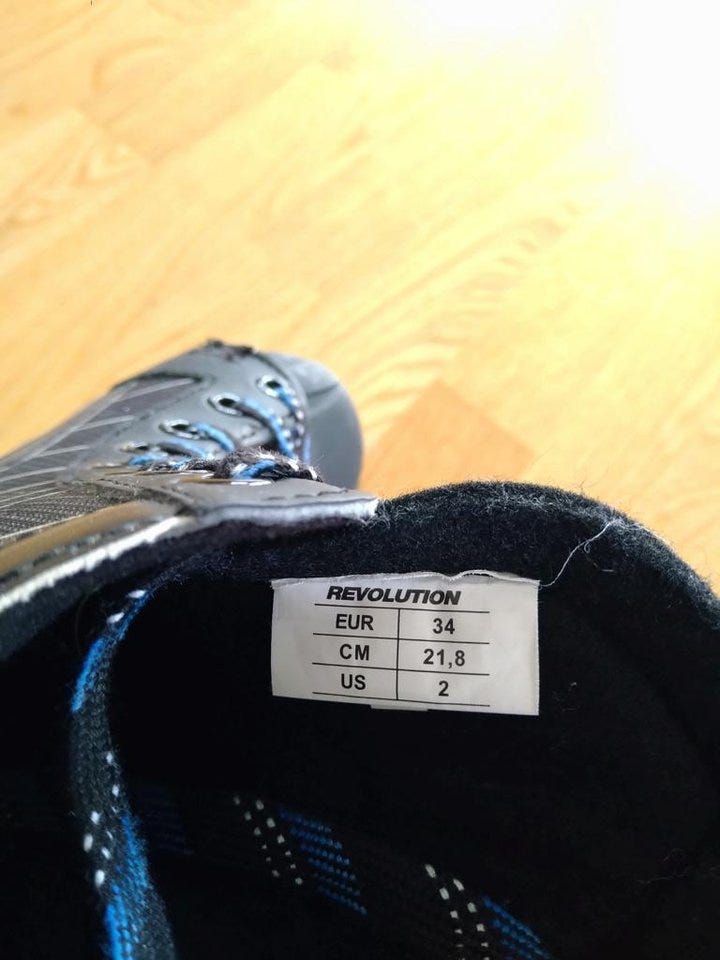 REVOLUTION
EUR 34
CM 21,8
US 2